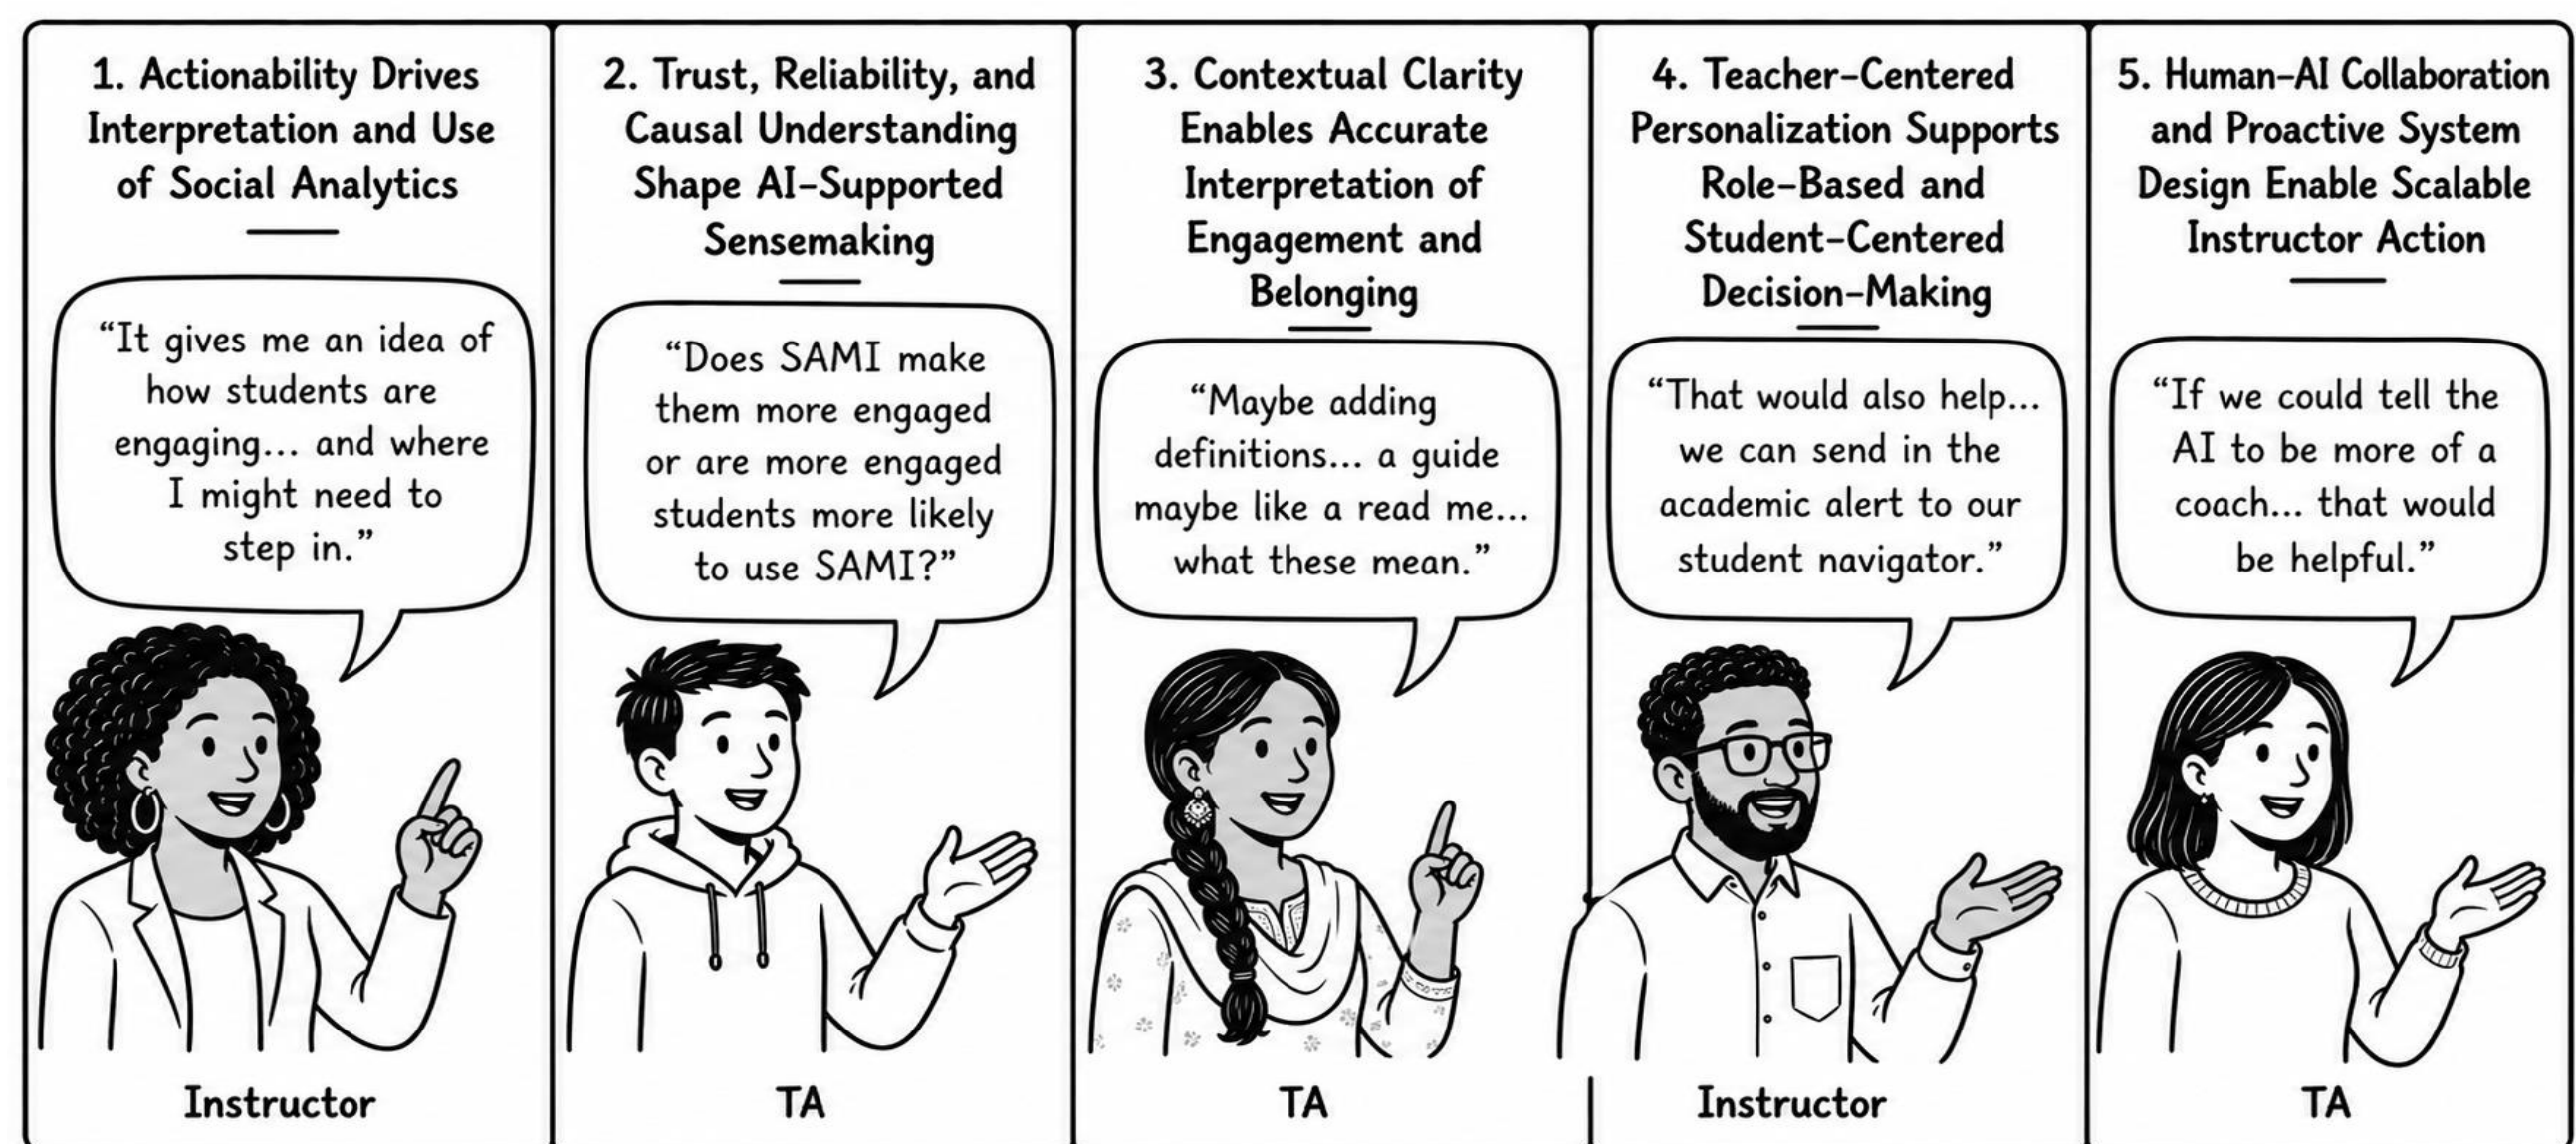 1. Actionability Drives
Interpretation and Use
of Social Analytics
“It gives me an idea of
how students are
engaging... and where
I might need to
step in.”
Instructor
2. Trust, Reliability, and
Causal Understanding
Shape AI-Supported
Sensemaking
“Does SAMI make
them more engaged
or are more engaged
students more likely
to use SAMI?”
TA
3. Contextual Clarity
Enables Accurate
Interpretation of
Engagement and
Belonging
“Maybe adding
definitions... a guide
maybe like a read me...
what these mean.”
TA
4. Teacher-Centered
Personalization Supports
Role-Based and
Student-Centered
Decision-Making
“That would also help...
we can send in the
academic alert to our
student navigator.”
Instructor
5. Human-AI Collaboration
and Proactive System
Design Enable Scalable
Instructor Action
“If we could tell the
AI to be more of a
coach... that would
be helpful.”
TA